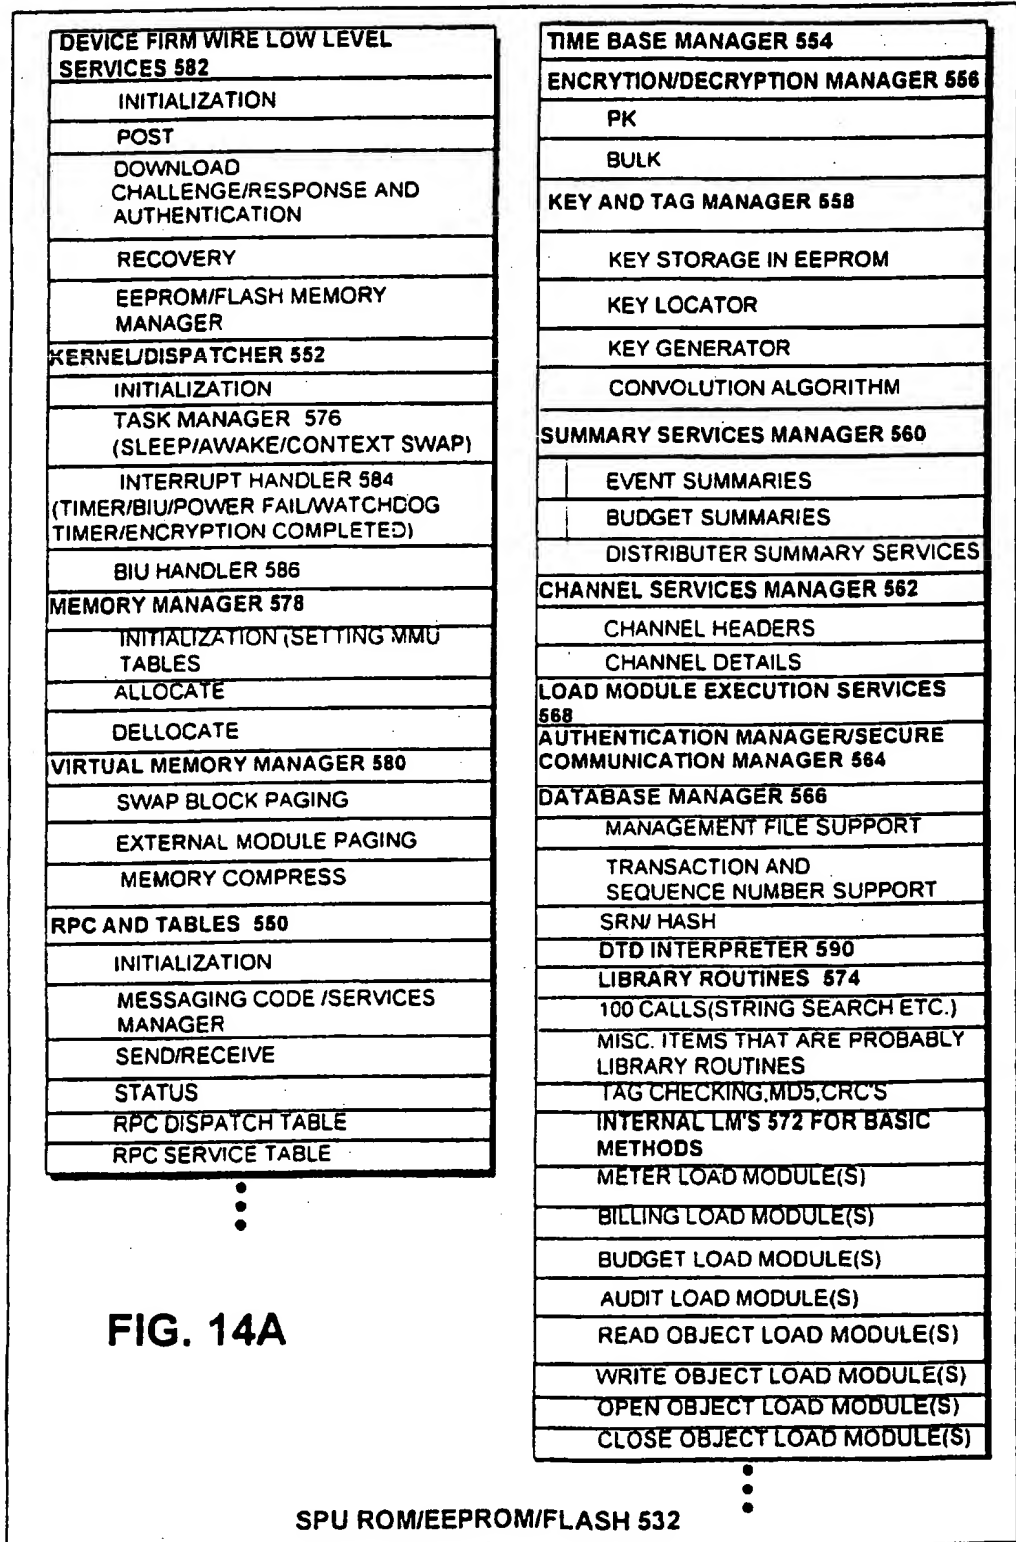 DEVICE FIRM WIRE LOW LEVEL
SERVICES 582
INITIALIZATION
POST
DOWNLOAD
CHALLENGE/RESPONSE AND
AUTHENTICATION
RECOVERY
EEPROM/FLASH MEMORY
MANAGER
KERNEL/DISPATCHER 552
INITIALIZATION
TASK MANAGER 576
(SLEEP/AWAKE/CONTEXT SWAP)
INTERRUPT HANDLER 584
(TIMER/BIU/POWER FAIL/WATCHDOG
TIMER/ENCRYPTION COMPLETED)
BIU HANDLER 586
MEMORY MANAGER 578
INITIALIZATION (SETTING MMU
TABLES
ALLOCATE
DELLOCATE
VIRTUAL MEMORY MANAGER 580
SWAP BLOCK PAGING
EXTERNAL MODULE PAGING
MEMORY COMPRESS
RPC AND TABLES 550
INITIALIZATION
MESSAGING CODE /SERVICES
MANAGER
SEND/RECEIVE
STATUS
RPC DISPATCH TABLE
RPC SERVICE TABLE
TIME BASE MANAGER 554
ENCRYTION/DECRYPTION MANAGER 556
PK
BULK
KEY AND TAG MANAGER 558
KEY STORAGE IN EEPROM
KEY LOCATOR
KEY GENERATOR
CONVOLUTION ALGORITHM
SUMMARY SERVICES MANAGER 560
EVENT SUMMARIES
BUDGET SUMMARIES
DISTRIBUTER SUMMARY SERVICES
CHANNEL SERVICES MANAGER 562
CHANNEL HEADERS
CHANNEL DETAILS
LOAD MODULE EXECUTION SERVICES
568
AUTHENTICATION MANAGER/SECURE
COMMUNICATION MANAGER 564
DATABASE MANAGER 566
MANAGEMENT FILE SUPPORT
TRANSACTION AND
SEQUENCE NUMBER SUPPORT
SRN/ HASH
DTD INTERPRETER 590
LIBRARY ROUTINES 574
100 CALLS(STRING SEARCH ETC.)
MISC. ITEMS THAT ARE PROBABLY
LIBRARY ROUTINES
TAG CHECKING,MD5,CRC'S
INTERNAL LM'S 572 FOR BASIC
METHODS
METER LOAD MODULE(S)
BILLING LOAD MODULE(S)
BUDGET LOAD MODULE(S)
AUDIT LOAD MODULE(S)
READ OBJECT LOAD MODULE(S)
WRITE OBJECT LOAD MODULE(S)
OPEN OBJECT LOAD MODULE(S)
CLOSE OBJECT LOAD MODULE(S)
FIG. 14A
SPU ROM/EEPROM/FLASH 532